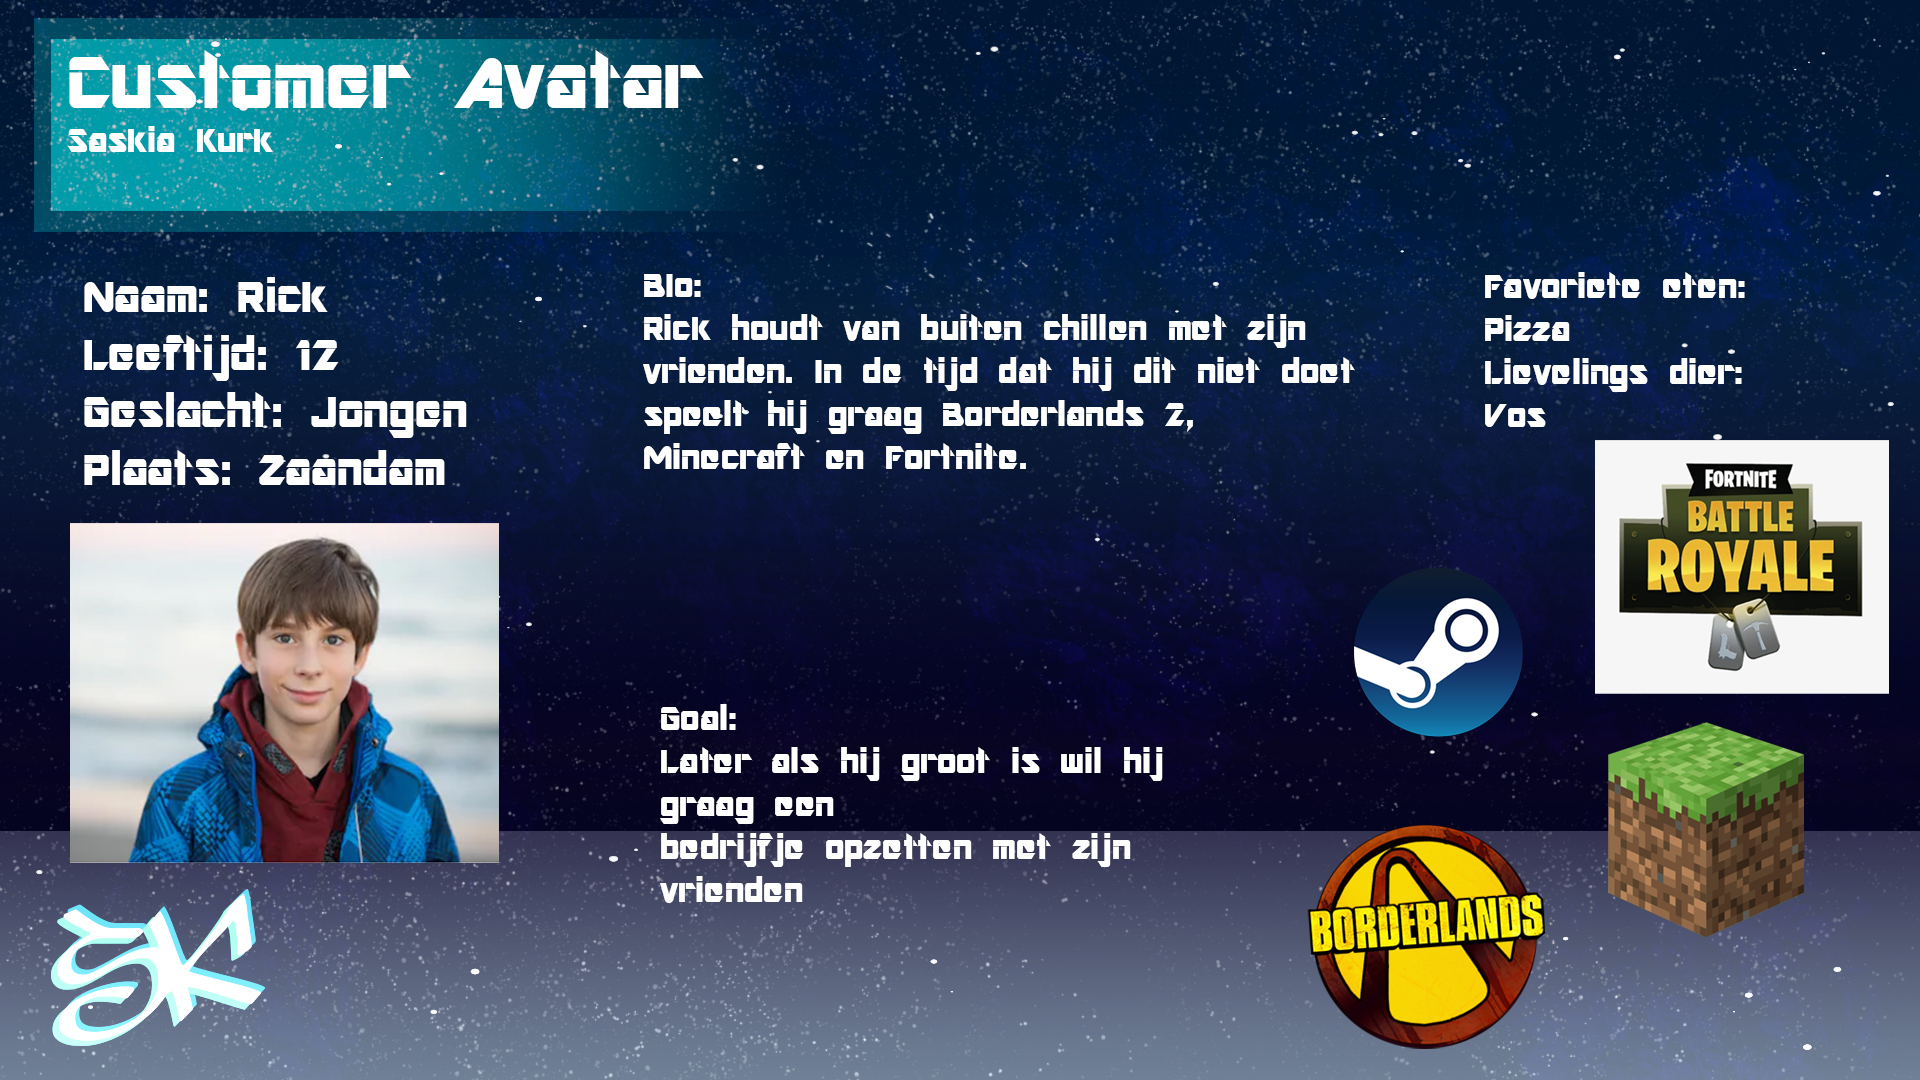 Customer Avatar
Saskia Kurk
Naam: Rick
Leeftijd: 12
Geslacht: Jongen
Plaats: Zaandam
Bio:
Rick houdt van buiten chillen met zijn
vrienden. In de tijd dat hij dit niet doet
speelt hij graag Borderlands 2,
Minecraft en Fortnite.
Favoriete eten:
Pizza
Lievelings dier:
Vos
FORTNITE
BATTLE
ROYALE
Goal:
Later als hij groot is wil hij
graag een
bedrijfje opzetten met zijn
vrienden
BORDERLANDS
SK